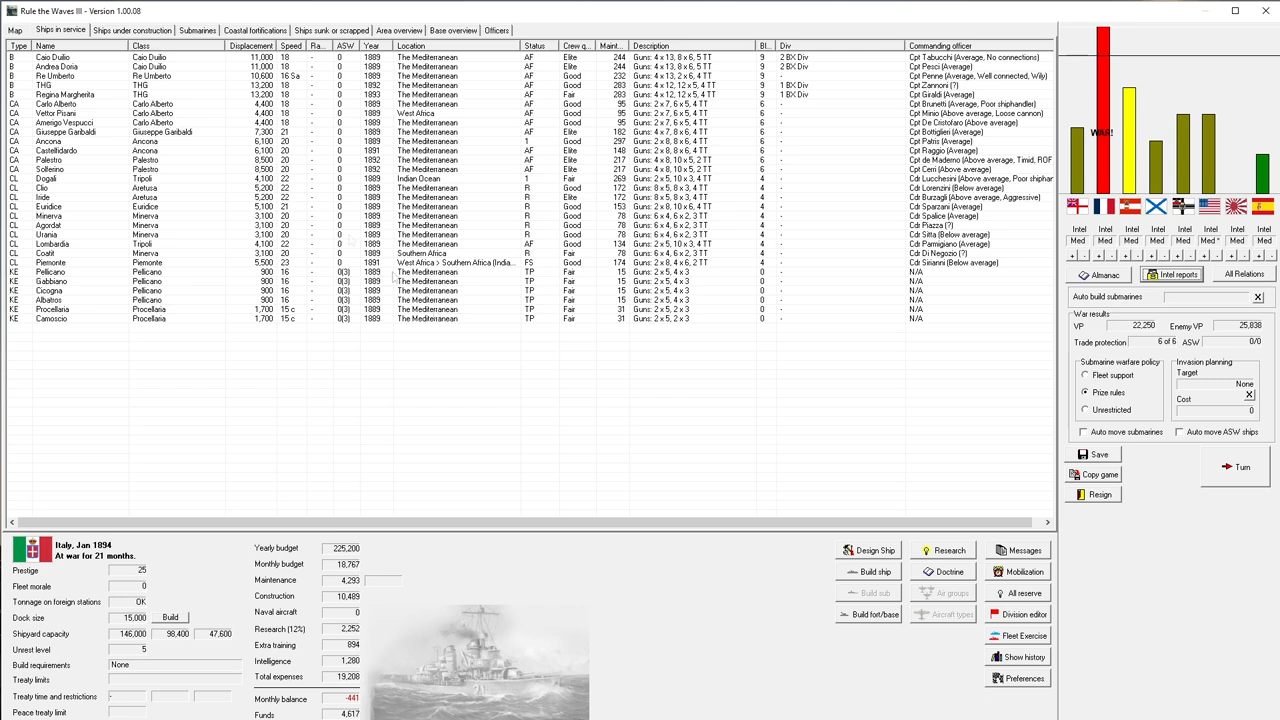 Rule the Waves III - Version 1.00.08
Map Ships in service Ships under construction Submarines Coastal fortifications Ships sunk or scrapped Area overview Base overview Officers
Type Name Class Displacement Speed Ra... ASW Year Location Status Crew q... Maint... Description Bl... Div Commanding officer
B Caio Duilio Caio Duilio 11,000 18 - 0 1889 The Mediterranean AF Elite 244 Guns: 4 x 13, 8 x 6, 5 TT 9 2 BX Div Cpt Tabucchi (Average, No connections)
B Andrea Doria Caio Duilio 11,000 18 - 0 1889 The Mediterranean AF Elite 244 Guns: 4 x 13, 8 x 6, 5 TT 9 2 BX Div Cpt Pesci (Average)
B Re Umberto Re Umberto 10,600 16 Sa - 0 1889 The Mediterranean AF Good 232 Guns: 4 x 13, 2 x 6, 4 TT 9 - Cpt Penne (Average, Well connected, Wily)
B THG THG 13,200 18 - 0 1892 The Mediterranean AF Good 283 Guns: 4 x 12, 12 x 5, 4 TT 9 1 BX Div Cpt Zannoni (?)
B Regina Margherita THG 13,200 18 - 0 1893 The Mediterranean AF Fair 283 Guns: 4 x 12, 12 x 5, 4 TT 9 1 BX Div Cpt Giraldi (Average)
CA Carlo Alberto Carlo Alberto 4,400 18 - 0 1889 The Mediterranean AF Good 95 Guns: 2 x 7, 6 x 5, 4 TT 6 - Cpt Brunetti (Average, Poor shiphandler)
CA Vettor Pisani Carlo Alberto 4,400 18 - 0 1889 West Africa AF Good 95 Guns: 2 x 7, 6 x 5, 4 TT 6 - Cpt Minio (Above average, Loose cannon)
CA Amerigo Vespucci Carlo Alberto 4,400 18 - 0 1889 The Mediterranean AF Good 95 Guns: 2 x 7, 6 x 5, 4 TT 6 - Cpt De Cristofaro (Above average)
CA Giuseppe Garibaldi Giuseppe Garibaldi 7,300 21 - 0 1889 The Mediterranean AF Elite 182 Guns: 4 x 9, 6 x 6, 2 TT 6 - Cpt Bottiglieri (Average)
CA Ancona Ancona 6,100 20 - 0 1889 The Mediterranean 1 Good 297 Guns: 2 x 8, 8 x 6, 4 TT 6 - Cpt Patris (Average)
CA Castelfidardo Ancona 6,100 20 - 0 1891 The Mediterranean AF Elite 148 Guns: 2 x 8, 8 x 6, 4 TT 6 - Cpt Raggio (Average)
CA Palestro Palestro 8,500 20 - 0 1892 The Mediterranean AF Elite 217 Guns: 4 x 8, 10 x 5, 2 TT 6 - Cpt de Maderno (Above average, Timid, ROF
CA Solferino Palestro 8,500 20 - 0 1892 The Mediterranean AF Good 217 Guns: 4 x 8, 10 x 5, 2 TT 6 - Cpt Cerri (Above average)
CL Dogali Tripoli 4,100 22 - 0 1889 Indian Ocean 1 Fair 269 Guns: 2 x 5, 10 x 3, 4 TT 4 - Cdr Lucchesini (Above average, Poor shiphar
CL Clio Aretusa 5,200 22 - 0 1889 The Mediterranean R Good 172 Guns: 8 x 5, 8 x 3, 4 TT 4 - Cdr Lorenzini (Below average)
CL Iride Aretusa 5,200 22 - 0 1889 The Mediterranean R Elite 172 Guns: 8 x 5, 8 x 3, 4 TT 4 - Cdr Burzagli (Above average, Aggressive)
CL Euridice Euridice 5,100 21 - 0 1889 The Mediterranean R Good 153 Guns: 2 x 8, 10 x 6, 4 TT 4 - Cdr Sparzani (Average)
CL Minerva Minerva 3,100 20 - 0 1889 The Mediterranean R Good 78 Guns: 6 x 4, 6 x 2, 3 TT 4 - Cdr Spalice (Average)
CL Agordat Minerva 3,100 20 - 0 1889 The Mediterranean R Good 78 Guns: 6 x 4, 6 x 2, 3 TT 4 - Cdr Piazza (?)
CL Urania Minerva 3,100 20 - 0 1889 The Mediterranean R Good 78 Guns: 6 x 4, 6 x 2, 3 TT 4 - Cdr Sitta (Below average)
CL Lombardia Tripoli 4,100 22 - 0 1889 The Mediterranean AF Good 134 Guns: 2 x 5, 10 x 3, 4 TT 4 - Cdr Parmigiano (Average)
CL Coatit Minerva 3,100 20 - 0 1889 Southern Africa R Fair 78 Guns: 6 x 4, 6 x 2, 3 TT 4 - Cdr Di Negozio (?)
CL Piemonte Piemonte 5,500 23 - 0 1891 West Africa > Southern Africa (India... FS Good 174 Guns: 2 x 8, 4 x 6, 2 TT 4 - Cdr Sirianni (Below average)
KE Pellicano Pellicano 900 16 - 0(3) 1889 The Mediterranean TP Fair 15 Guns: 2 x 5, 4 x 3 0 - N/A
KE Gabbiano Pellicano 900 16 - 0(3) 1889 The Mediterranean TP Fair 15 Guns: 2 x 5, 4 x 3 0 - N/A
KE Cicogna Pellicano 900 16 - 0(3) 1889 The Mediterranean TP Fair 15 Guns: 2 x 5, 4 x 3 0 - N/A
KE Albatros Pellicano 900 16 - 0(3) 1889 The Mediterranean TP Fair 15 Guns: 2 x 5, 4 x 3 0 - N/A
KE Procellaria Procellaria 1,700 15 c - 0(3) 1889 The Mediterranean TP Fair 31 Guns: 2 x 5, 2 x 3 0 - N/A
KE Camoscio Procellaria 1,700 15 c - 0(3) 1889 The Mediterranean TP Fair 31 Guns: 2 x 5, 2 x 3 0 - N/A
WAR!
Intel Intel Intel Intel Intel Intel Intel Intel
Med Med Med Med Med Med * Med Med
+ - + - + - + - + - + - + - + -
Almanac Intel reports All Relations
Auto build submarines X
War results
VP 22,250 Enemy VP 25,838
Trade protection 6 of 6 ASW 0/0
Submarine warfare policy
Fleet support
Prize rules
Unrestricted
Invasion planning
Target
None
Cost X
0
Auto move submarines Auto move ASW ships
Save
Copy game
Resign
Turn
Italy, Jan 1894
At war for 21 months.
Prestige 25
Fleet morale 0
Tonnage on foreign stations OK
Dock size 15,000 Build
Shipyard capacity 146,000 98,400 47,600
Unrest level 5
Build requirements None
Treaty limits
Treaty time and restrictions -
Peace treaty limit
Yearly budget 225,200
Monthly budget 18,767
Maintenance 4,293
Construction 10,489
Naval aircraft 0
Research (12%) 2,252
Extra training 894
Intelligence 1,280
Total expenses 19,208
Monthly balance -441
Funds 4,617
Design Ship Research Messages
Build ship Doctrine Mobilization
Build sub Air groups All reserve
Build fort/base Aircraft types Division editor
Fleet Exercise
Show history
Preferences